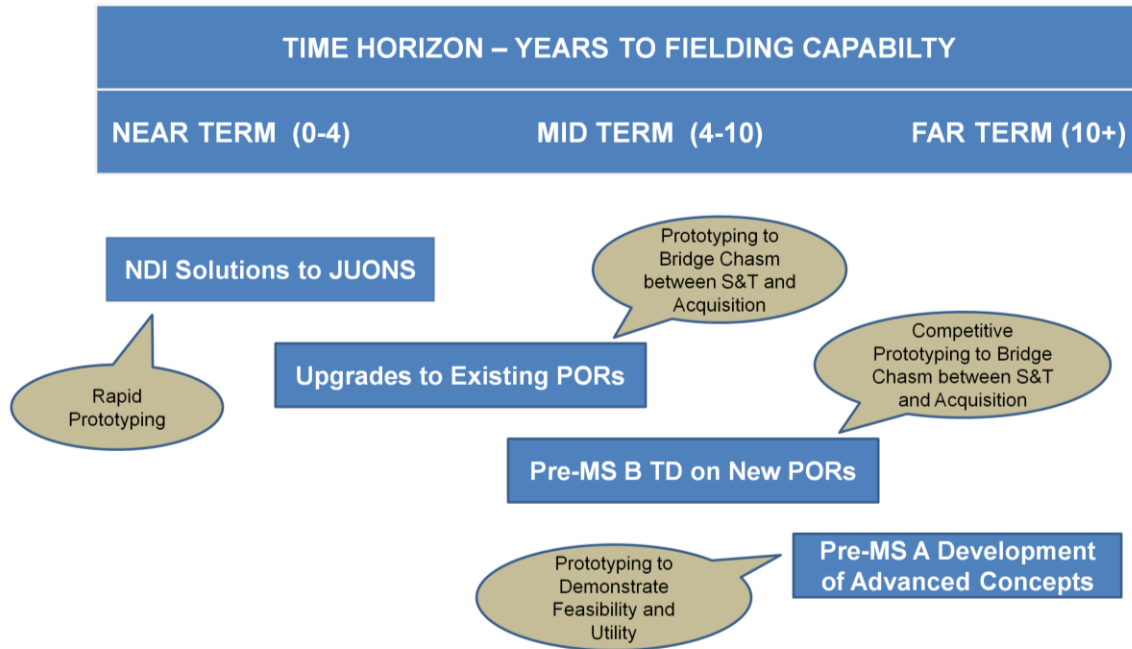 TIME HORIZON – YEARS TO FIELDING CAPABILTY
NEAR TERM (0-4) MID TERM (4-10) FAR TERM (10+)
NDI Solutions to JUONS
Prototyping to
Bridge Chasm
between S&T and
Acquisition
Upgrades to Existing PORs
Rapid
Prototyping
Competitive
Prototyping to Bridge
Chasm between S&T
and Acquisition
Pre-MS B TD on New PORs
Prototyping to
Demonstrate
Feasibility and
Utility
Pre-MS A Development
of Advanced Concepts